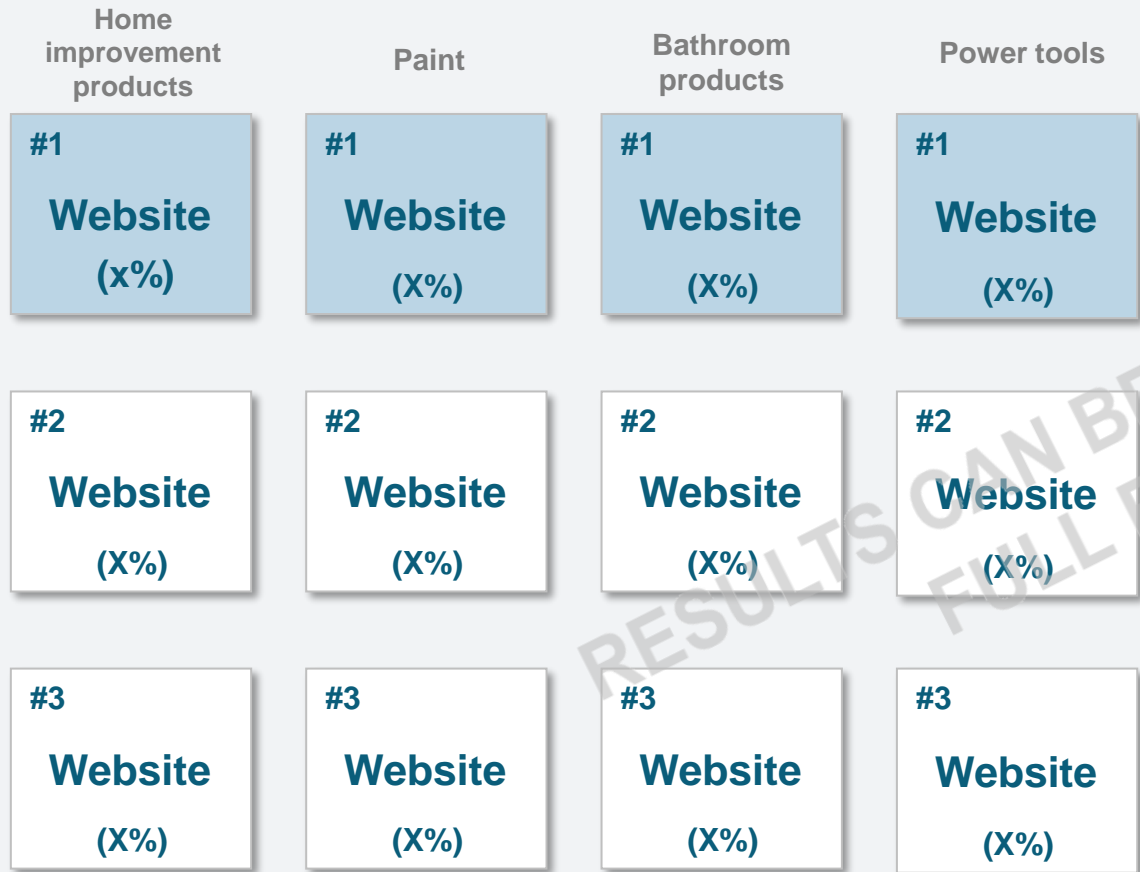 Home
improvement
products
Paint
Bathroom
products
Power tools
#1
Website
(x%)
#1
Website
(X%)
#1
Website
(X%)
#1
Website
(X%)
#2
Website
(X%)
#2
Website
(X%)
#2
Website
(X%)
#2
Website
(X%)
#3
Website
(X%)
#3
Website
(X%)
#3
Website
(X%)
#3
Website
(X%)
RESULTS CAN BE
FULL